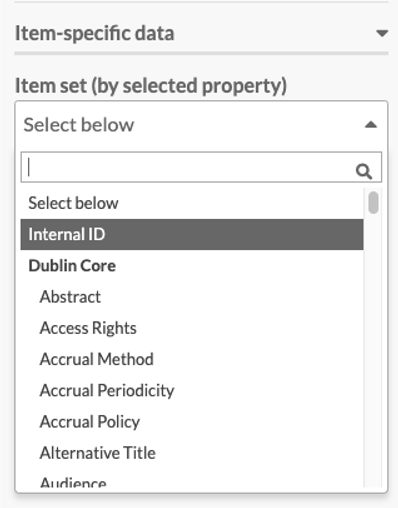 Item-specific data
Item set (by selected property)
Select below
Select below
Internal ID
Dublin Core
Abstract
Access Rights
Accrual Method
Accrual Periodicity
Accrual Policy
Alternative Title
Audience